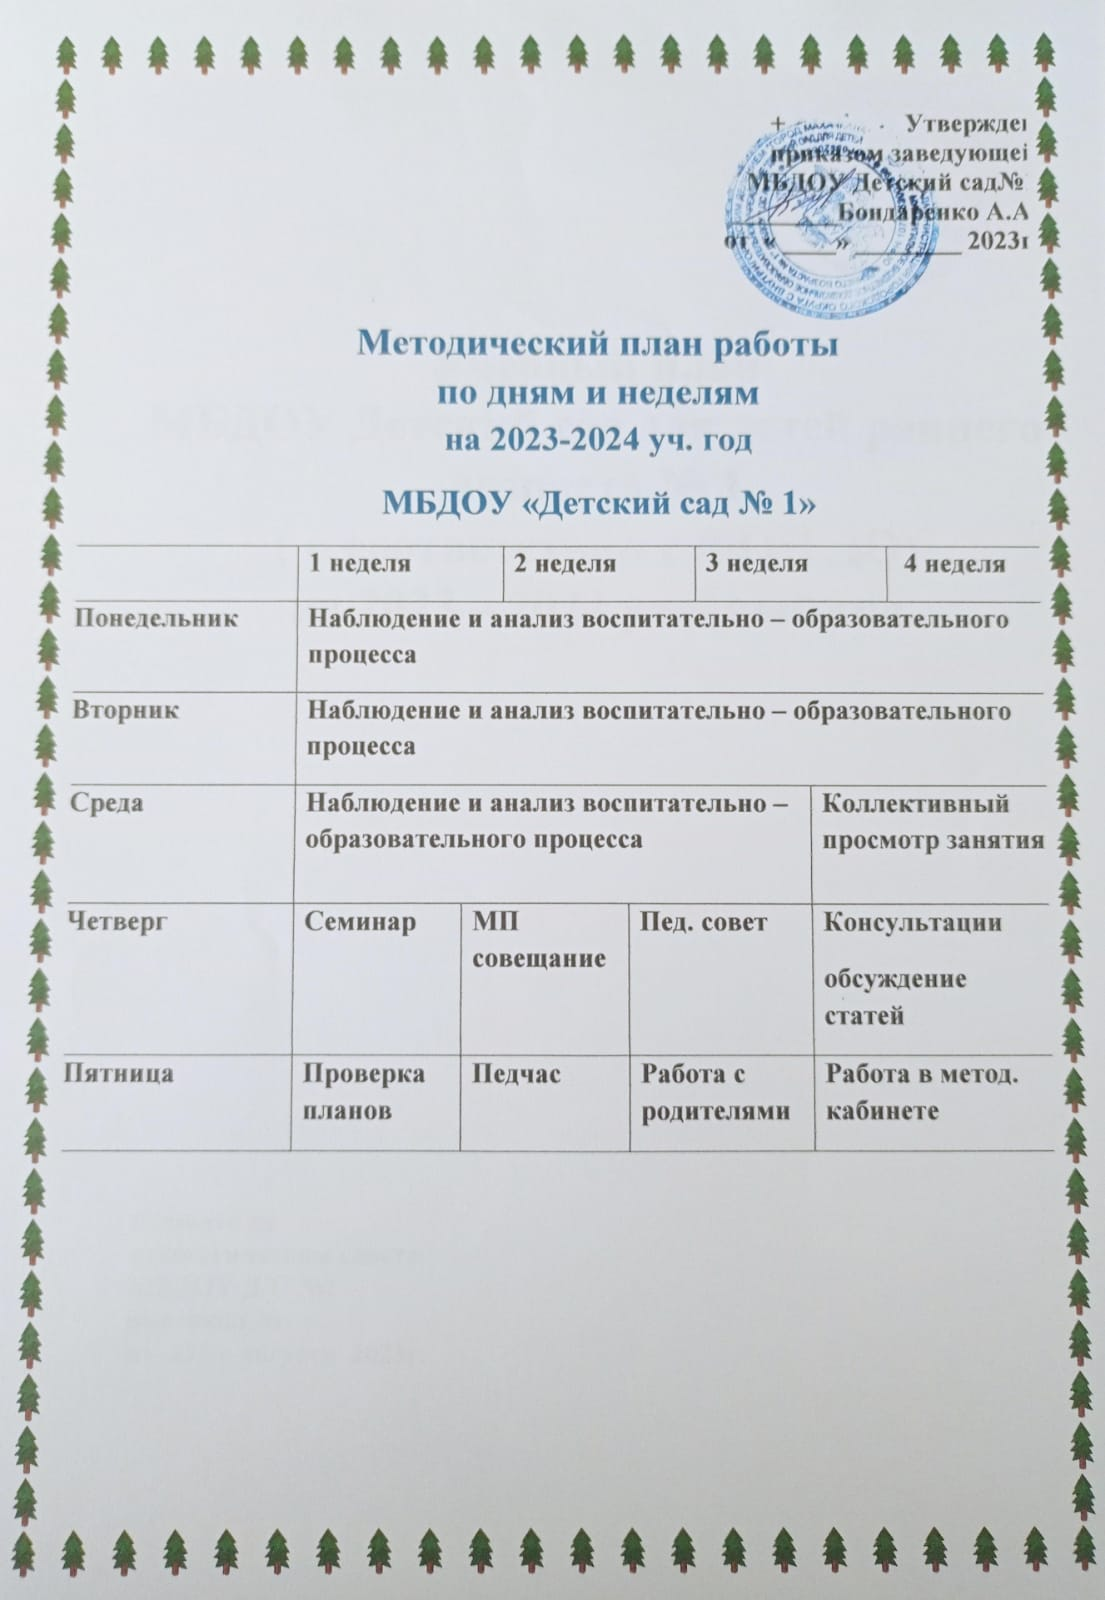 + Утвержден
приказом заведующей
МБДОУ Детский сад№
Бондаренко А.А
от «____»________ 2023г
Методический план работы
по дням и неделям
на 2023-2024 уч. год
МБДОУ «Детский сад № 1»
1 неделя 2 неделя 3 неделя 4 неделя
Понедельник Наблюдение и анализ воспитательно – образовательного
процесса
Вторник Наблюдение и анализ воспитательно – образовательного
процесса
Среда Наблюдение и анализ воспитательно – Коллективный
образовательного процесса просмотр занятия
Четверг Семинар МП Пед. совет Консультации
совещание
обсуждение
статей
Пятница Проверка Педчас Работа с Работа в метод.
планов родителями кабинете